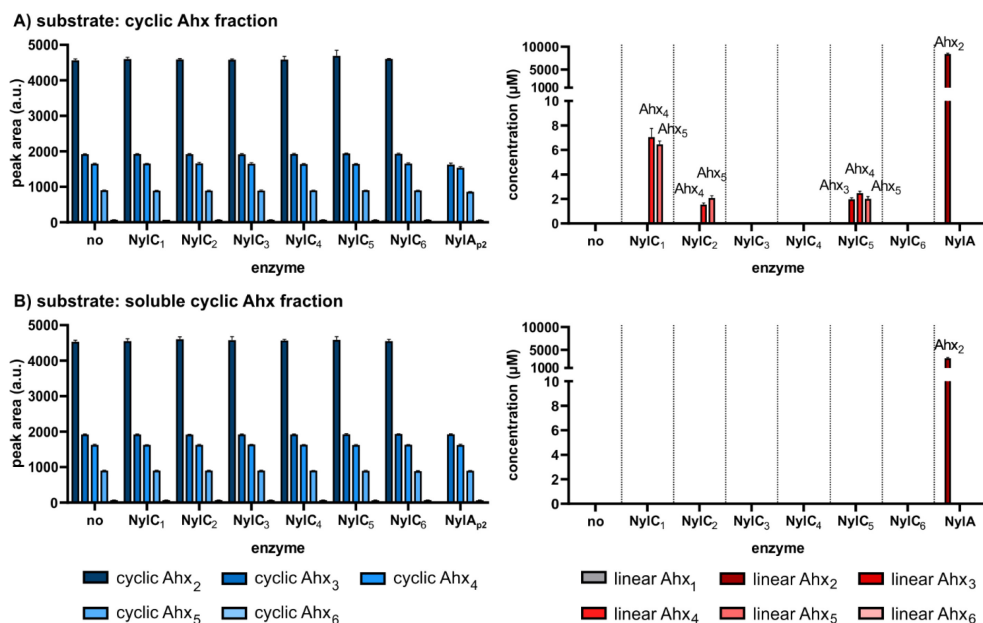 A) substrate: cyclic Ahx fraction
peak area (a.u.)
5000
4000
3000
2000
1000
0
no NylC₁ NylC₂ NylC₃ NylC₄ NylC₅ NylC₆ NylAₚ₂
enzyme
concentration (µM)
10000
5000
1000
10
8
6
4
2
0
Ahx₄
Ahx₅
Ahx₄
Ahx₅
Ahx₃
Ahx₄
Ahx₅
Ahx₂
no NylC₁ NylC₂ NylC₃ NylC₄ NylC₅ NylC₆ NylA
enzyme
B) substrate: soluble cyclic Ahx fraction
peak area (a.u.)
5000
4000
3000
2000
1000
0
no NylC₁ NylC₂ NylC₃ NylC₄ NylC₅ NylC₆ NylAₚ₂
enzyme
concentration (µM)
10000
5000
1000
10
8
6
4
2
0
Ahx₂
no NylC₁ NylC₂ NylC₃ NylC₄ NylC₅ NylC₆ NylA
enzyme
cyclic Ahx₂ cyclic Ahx₃ cyclic Ahx₄
cyclic Ahx₅ cyclic Ahx₆
linear Ahx₁ linear Ahx₂ linear Ahx₃
linear Ahx₄ linear Ahx₅ linear Ahx₆